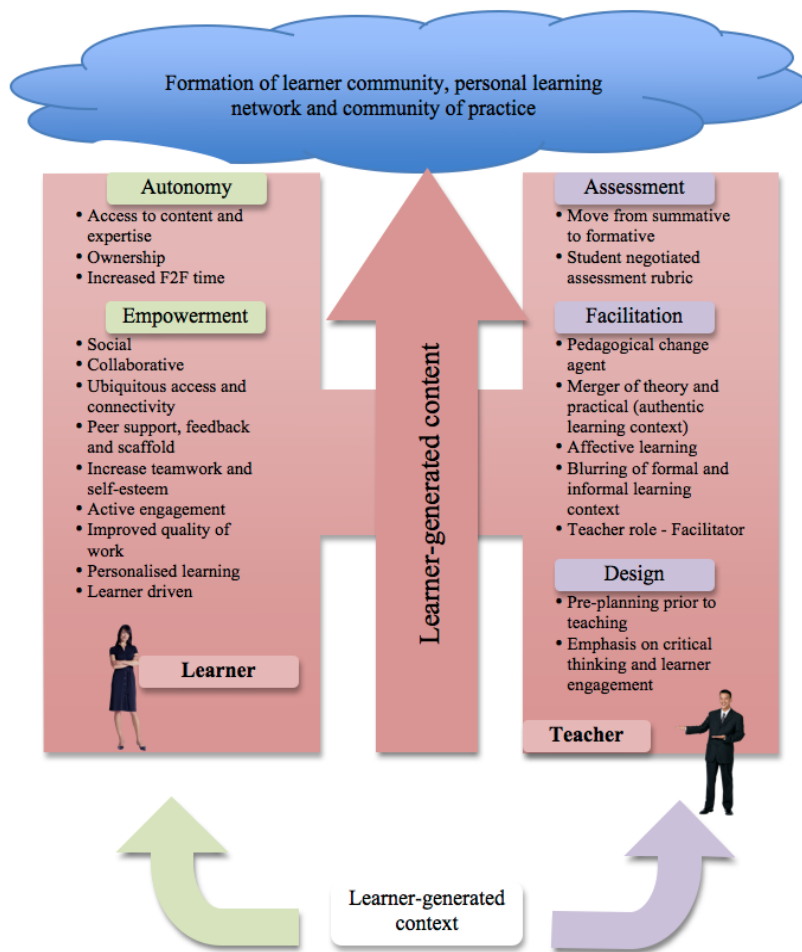 Formation of learner community, personal learning
network and community of practice
Autonomy
• Access to content and
expertise
• Ownership
• Increased F2F time
Empowerment
• Social
• Collaborative
• Ubiquitous access and
connectivity
• Peer support, feedback
and scaffold
• Increase teamwork and
self-esteem
• Active engagement
• Improved quality of
work
• Personalised learning
• Learner driven
Learner
Learner-generated content
Assessment
• Move from summative
to formative
• Student negotiated
assessment rubric
Facilitation
• Pedagogical change
agent
• Merger of theory and
practical (authentic
learning context)
• Affective learning
• Blurring of formal and
informal learning
context
• Teacher role - Facilitator
Design
• Pre-planning prior to
teaching
• Emphasis on critical
thinking and learner
engagement
Teacher
Learner-generated
context